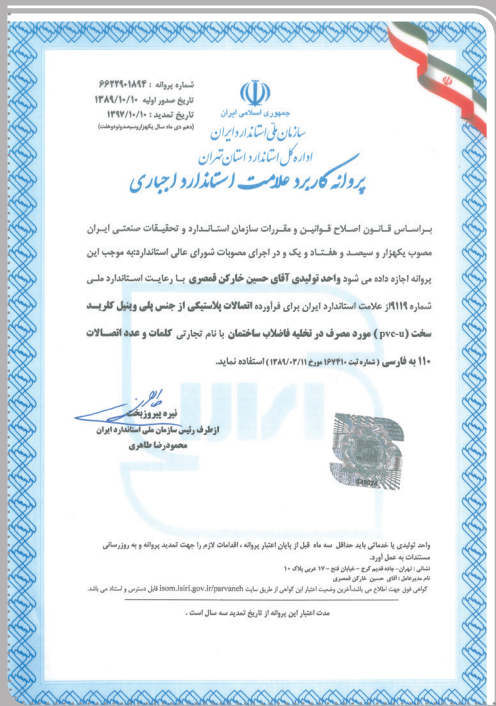 شماره پروانه : ۶۶۲۲۹۰۱۸۹۴
تاریخ صدور اولیه ۱۳۸۹/۱۰/۱۰
تاریخ تمدید : ۱۳۹۷/۱۰/۱۰
(دهم دی ماه سال یکهزاروسیصدونودوهفت)
جمهوری اسلامی ایران
سازمان ملّی استاندارد ایران
اداره کل استاندارد استان تهران
پروانه کاربرد علامت استاندارد اجباری
براساس قانون اصلاح قوانین و مقررات سازمان استاندارد و تحقیقات صنعتی ایران
مصوب یکهزار و سیصد و هفتاد و یک و در اجرای مصوبات شورای عالی استاندارد:به موجب این
پروانه اجازه داده می شود واحد تولیدی آقای حسین خارکن قمصری با رعایت استاندارد ملی
شماره ۹۱۱۹از علامت استاندارد ایران برای فرآورده اتصالات پلاستیکی از جنس پلی وینیل کلرید
سخت (pvc-u) مورد مصرف در تخلیه فاضلاب ساختمان با نام تجارتی کلمات و عدد اتصالات
۱۱۰ به فارسی (شماره ثبت ۱۶۷۴۱۰ مورخ ۱۳۸۹/۰۳/۱۱) استفاده نماید.
نیره پیروزبخت
ازطرف رئیس سازمان ملی استاندارد ایران
محمودرضا طاهری
واحد تولیدی یا خدماتی باید حداقل سه ماه قبل از پایان اعتبار پروانه ، اقدامات لازم را جهت تمدید پروانه و به روزرسانی
مستندات به عمل آورد.
نشانی : تهران- جاده قدیم کرج - خیابان فتح - ۱۷ غربی پلاک ۱۰
نام مدیرعامل : آقای حسین خارکن قمصری
گواهی فوق جهت اطلاع می باشد،آخرین وضعیت اعتبار این گواهی از طریق سایت isom.isiri.gov.ir/parvaneh قابل دسترس و استناد می باشد.
مدت اعتبار این پروانه از تاریخ تمدید سه سال است .